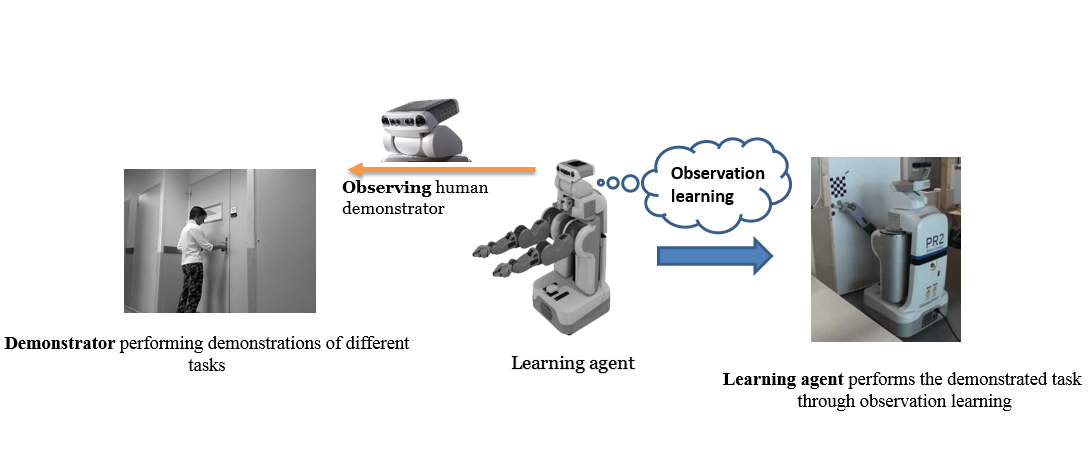 Observing human
demonstrator
Observation
learning
PR2
Demonstrator performing demonstrations of different
tasks
Learning agent
Learning agent performs the demonstrated task
through observation learning